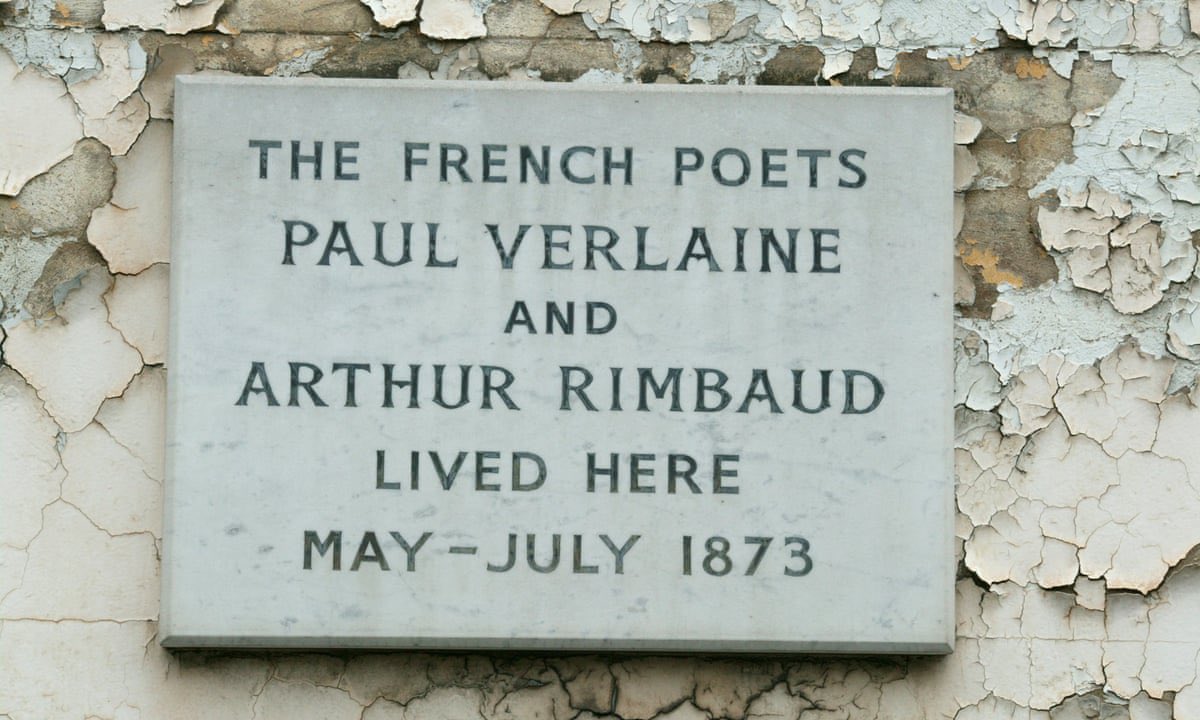 THE FRENCH POETS
PAUL VERLAINE
AND
ARTHUR RIMBAUD
LIVED HERE
MAY – JULY 1873